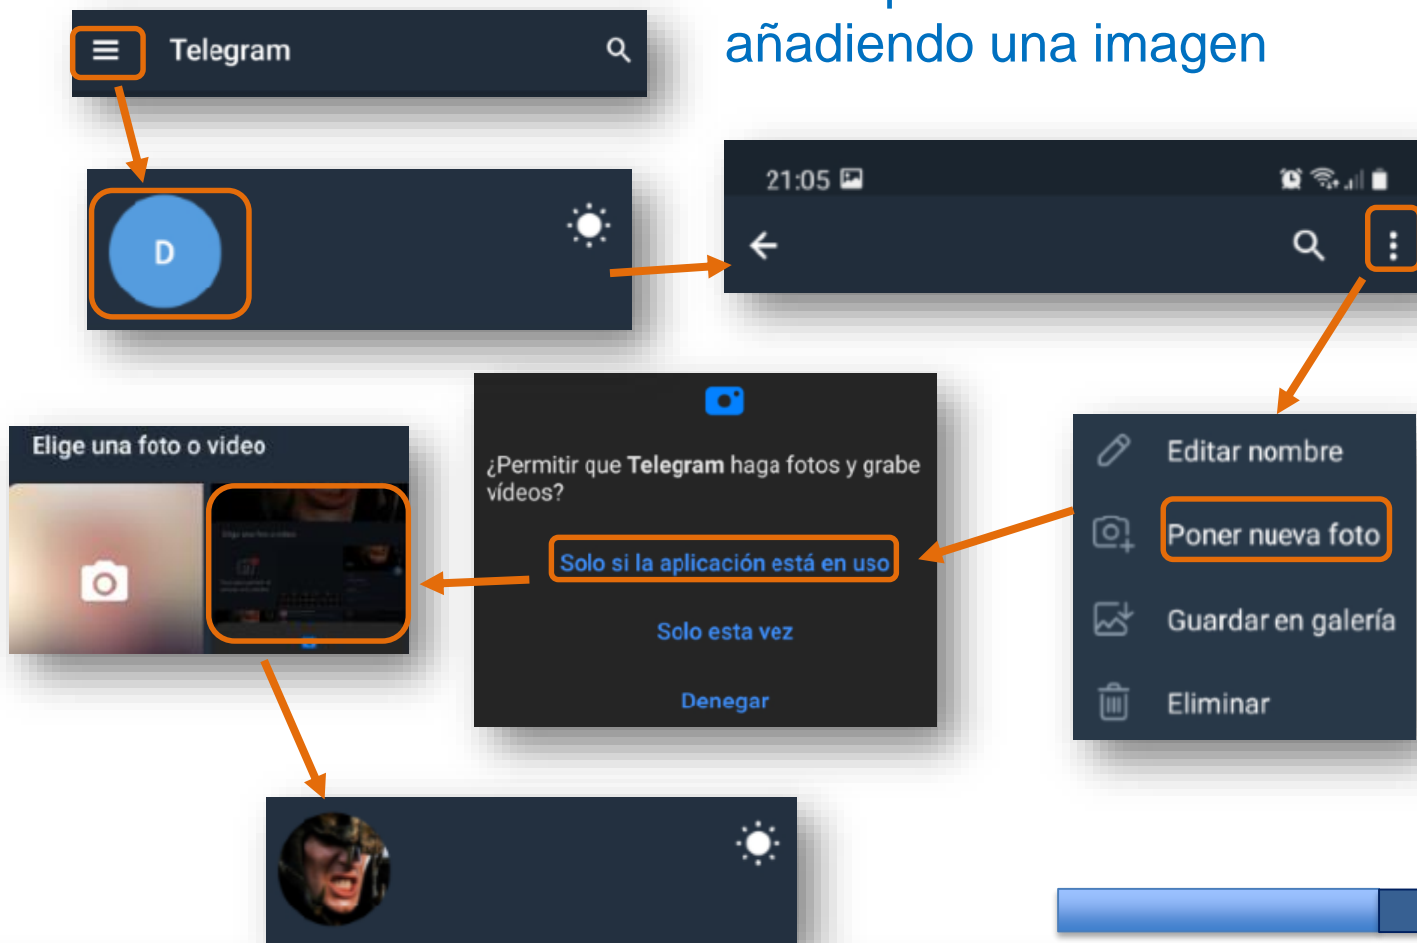 añadiendo una imagen
Telegram
D
21:05
Elige una foto o video
¿Permitir que Telegram haga fotos y grabe
vídeos?
Solo si la aplicación está en uso
Solo esta vez
Denegar
Editar nombre
Poner nueva foto
Guardar en galería
Eliminar